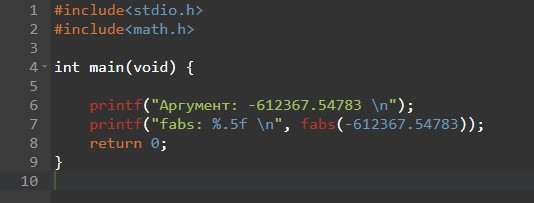 1 #include<stdio.h>
2 #include<math.h>
3
4 int main(void) {
5
6 printf("Аргумент: -612367.54783 \n");
7 printf("fabs: %.5f \n", fabs(-612367.54783));
8 return 0;
9 }
10